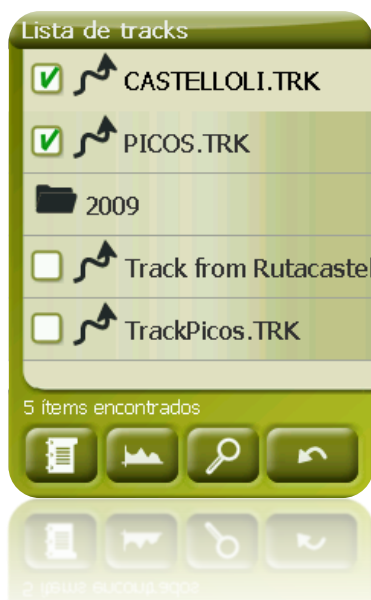 Lista de tracks
CASTELLOLI.TRK
PICOS.TRK
2009
Track from Rutacastel
TrackPicos.TRK
5 ítems encontrados